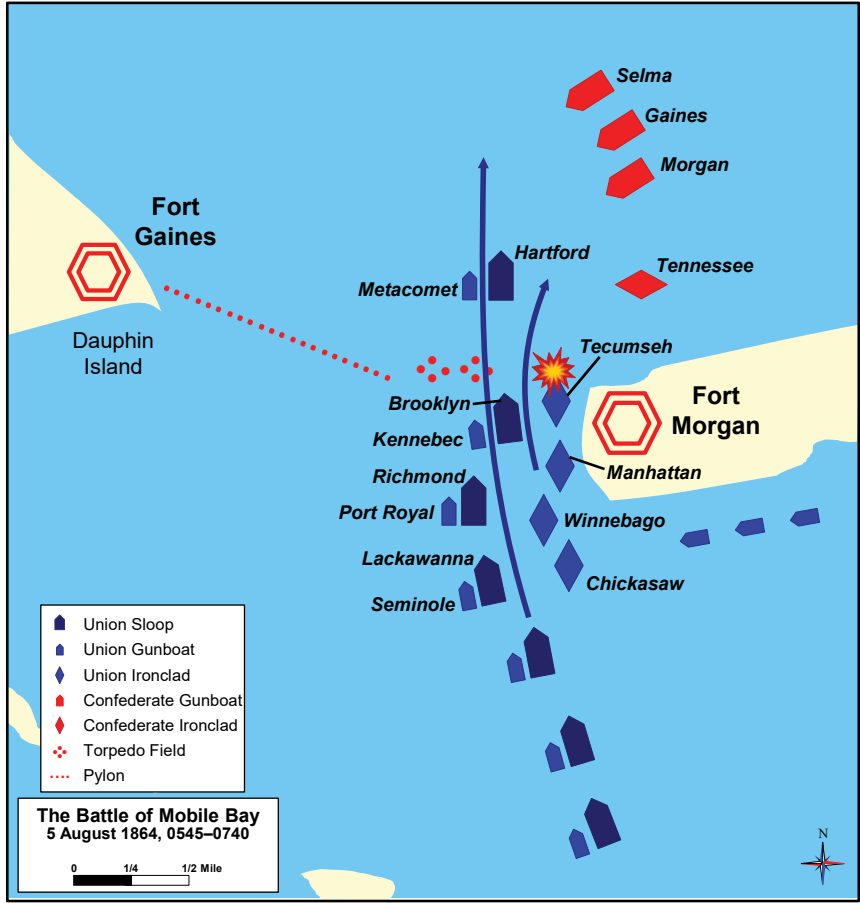 Selma
Gaines
Morgan
Fort
Gaines
Hartford
Tennessee
Metacomet
Dauphin
Island
Tecumseh
Brooklyn
Fort
Morgan
Kennebec
Richmond
Manhattan
Port Royal
Winnebago
Lackawanna
Chickasaw
Seminole
Union Sloop
Union Gunboat
Union Ironclad
Confederate Gunboat
Confederate Ironclad
Torpedo Field
Pylon
The Battle of Mobile Bay
5 August 1864, 0545–0740
0 1/4 1/2 Mile
N